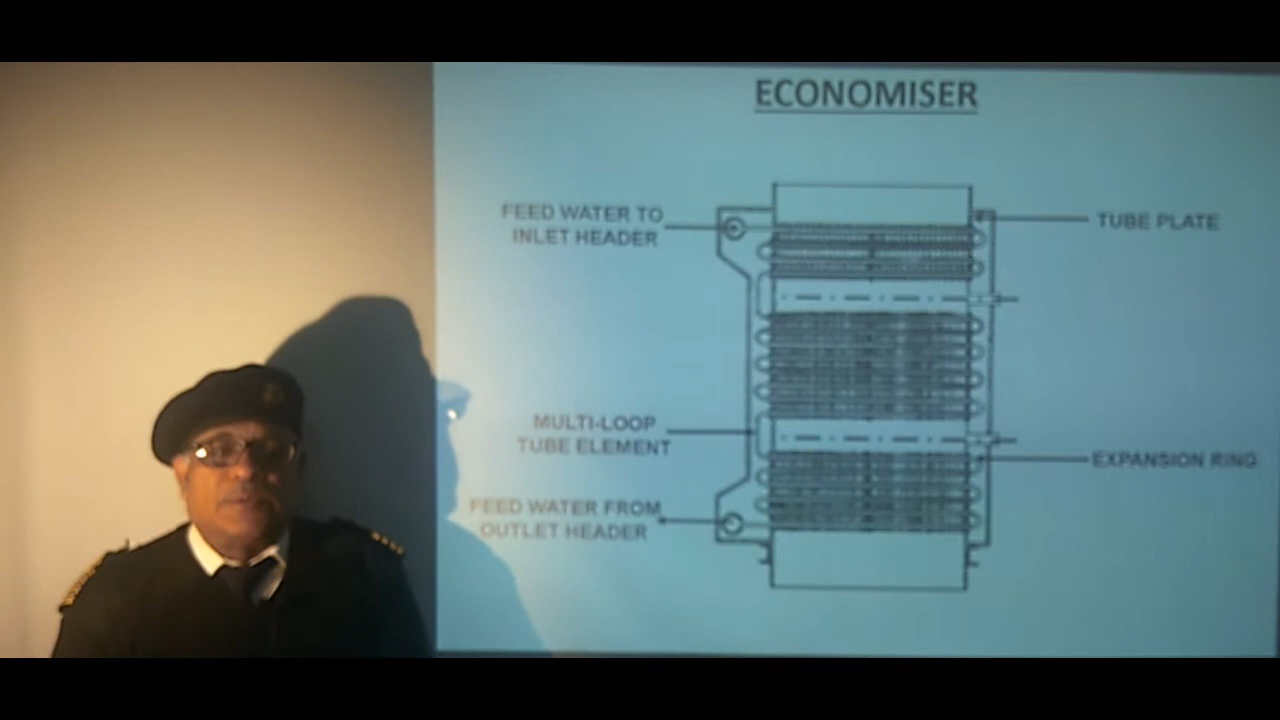 ECONOMISER
FEED WATER TO
INLET HEADER
TUBE PLATE
MULTI-LOOP
TUBE ELEMENT
EXPANSION RING
FEED WATER FROM
OUTLET HEADER